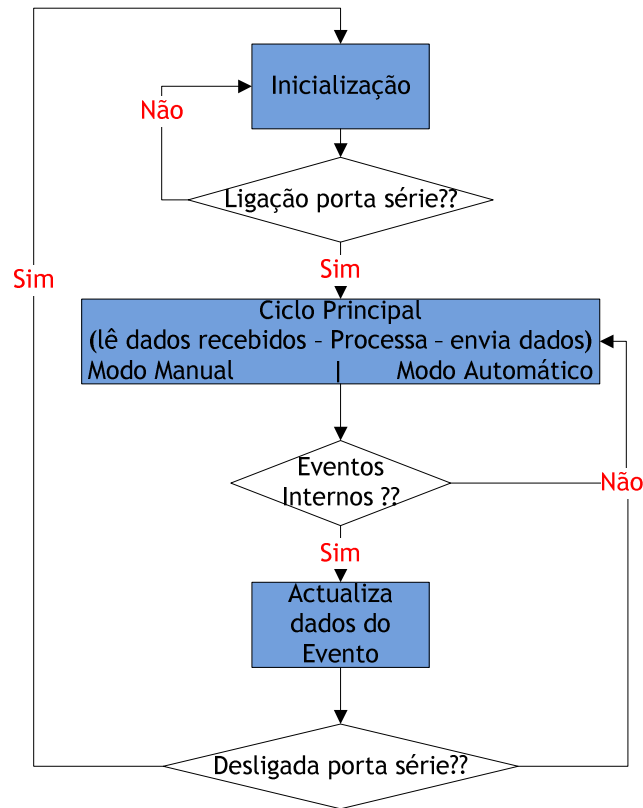 Inicialização
Não
Ligação porta série??
Sim
Sim
Ciclo Principal
(lê dados recebidos – Processa – envia dados)
Modo Manual | Modo Automático
Eventos
Internos ??
Não
Sim
Actualiza
dados do
Evento
Desligada porta série??